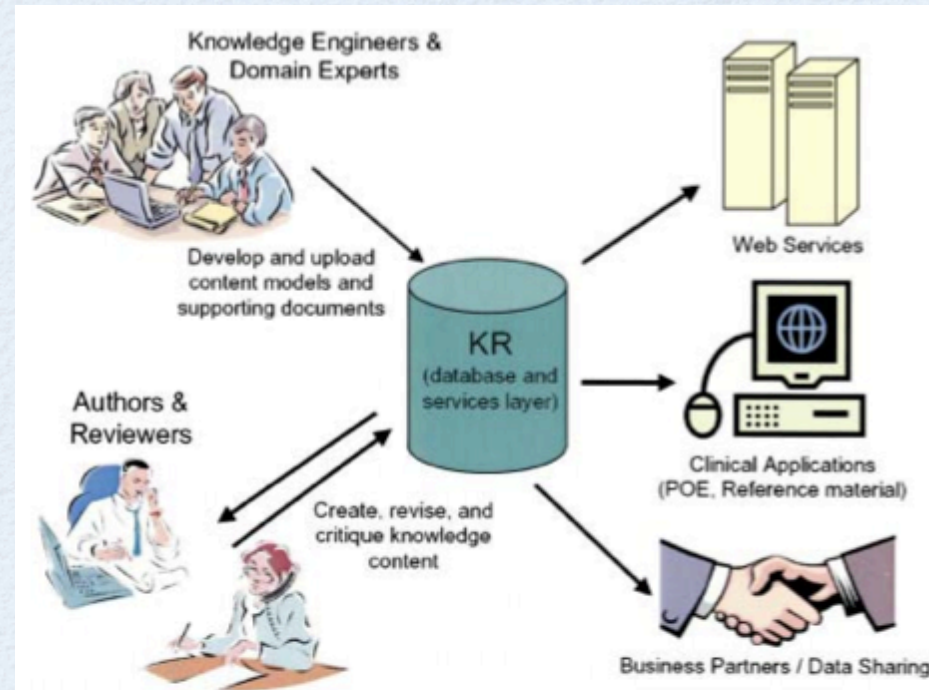 Knowledge Engineers &
Domain Experts
Develop and upload
content models and
supporting documents
KR
(database and
services layer)
Authors &
Reviewers
Create, revise, and
critique knowledge
content
Web Services
Clinical Applications
(POE, Reference material)
Business Partners / Data Sharing